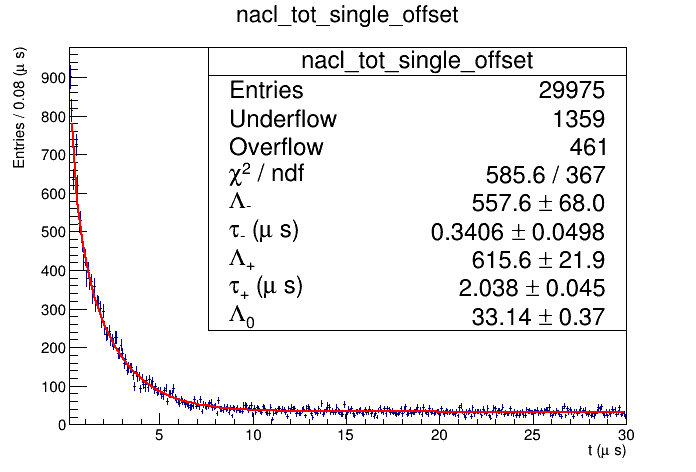 nacl_tot_single_offset
Entries / 0.08 (μ s)
nacl_tot_single_offset
Entries 29975
Underflow 1359
Overflow 461
χ² / ndf 585.6 / 367
Λ₋ 557.6 ± 68.0
τ₋ (μ s) 0.3406 ± 0.0498
Λ₊ 615.6 ± 21.9
τ₊ (μ s) 2.038 ± 0.045
Λ₀ 33.14 ± 0.37
900
800
700
600
500
400
300
200
100
0
5 10 15 20 25 30
t (μ s)